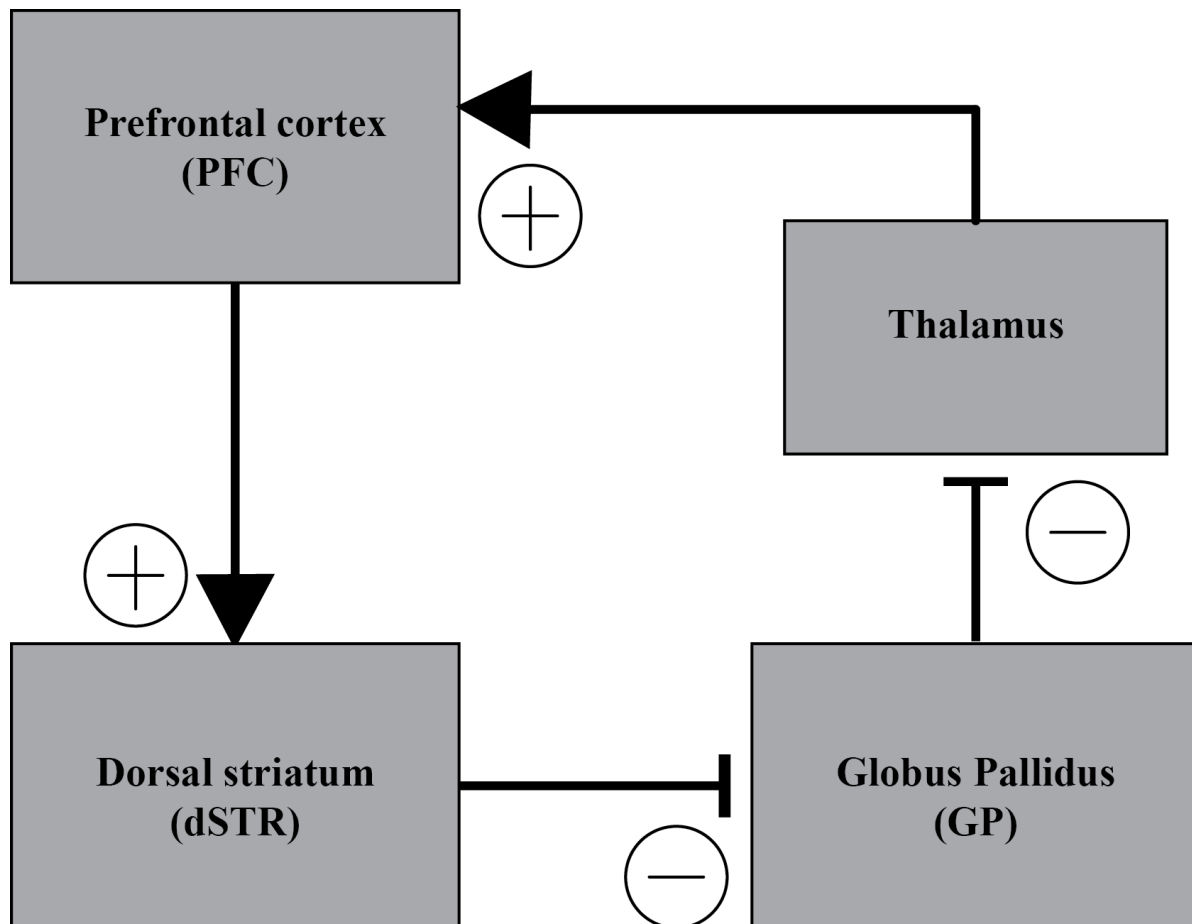 Prefrontal cortex
(PFC)
Thalamus
Dorsal striatum
(dSTR)
Globus Pallidus
(GP)